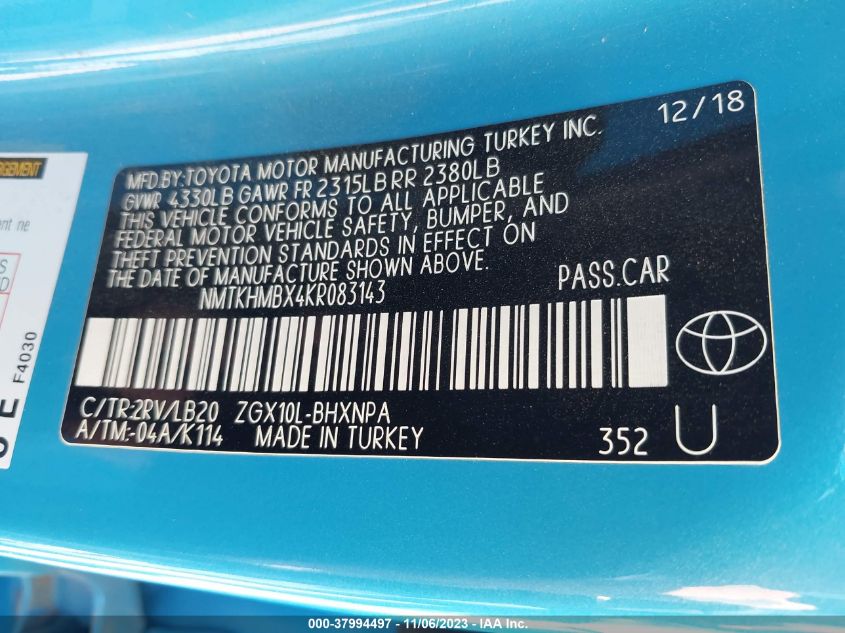 12/18
MFD.BY:TOYOTA MOTOR MANUFACTURING TURKEY INC.
GVWR 4330LB GAWR FR 2315LB RR 2380LB
THIS VEHICLE CONFORMS TO ALL APPLICABLE
FEDERAL MOTOR VEHICLE SAFETY, BUMPER, AND
THEFT PREVENTION STANDARDS IN EFFECT ON
THE DATE OF MANUFACTURE SHOWN ABOVE.
NMTKHMBX4KR083143 PASS.CAR
C/TR:2RV/LB20 ZGX10L-BHXNPA
A/TM:-04A/K114 MADE IN TURKEY 352 U
F4030
000-37994497 - 11/06/2023 - IAA Inc.